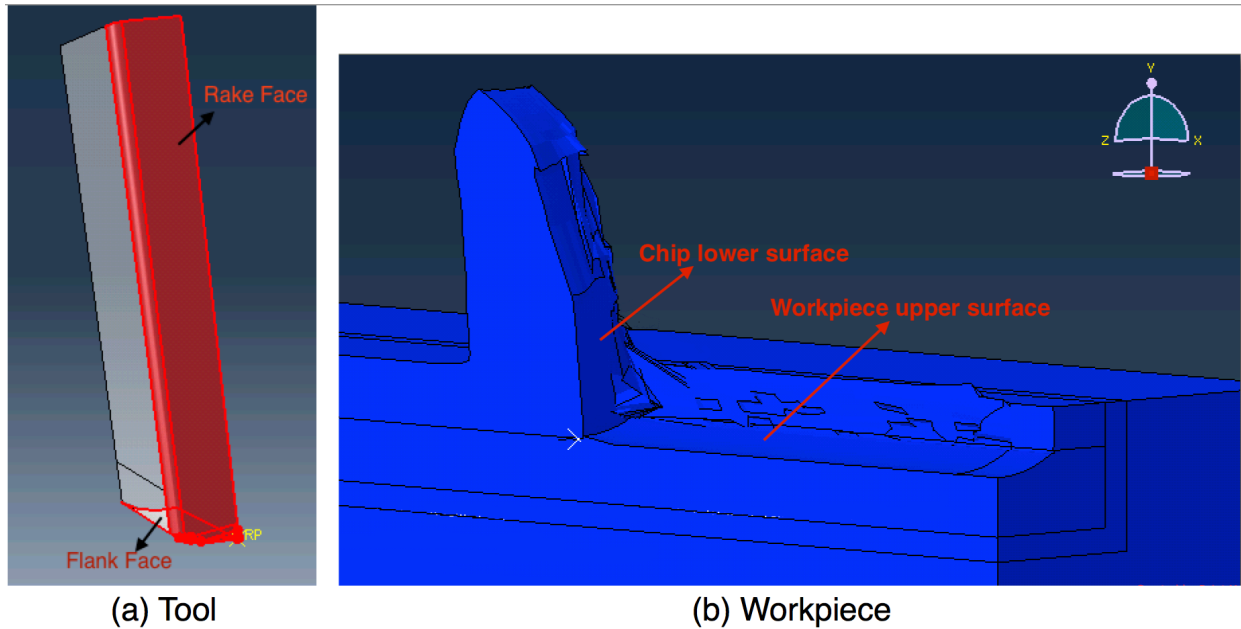 Rake Face
RP
Flank Face
(a) Tool
Y
Z
X
Chip lower surface
Workpiece upper surface
(b) Workpiece